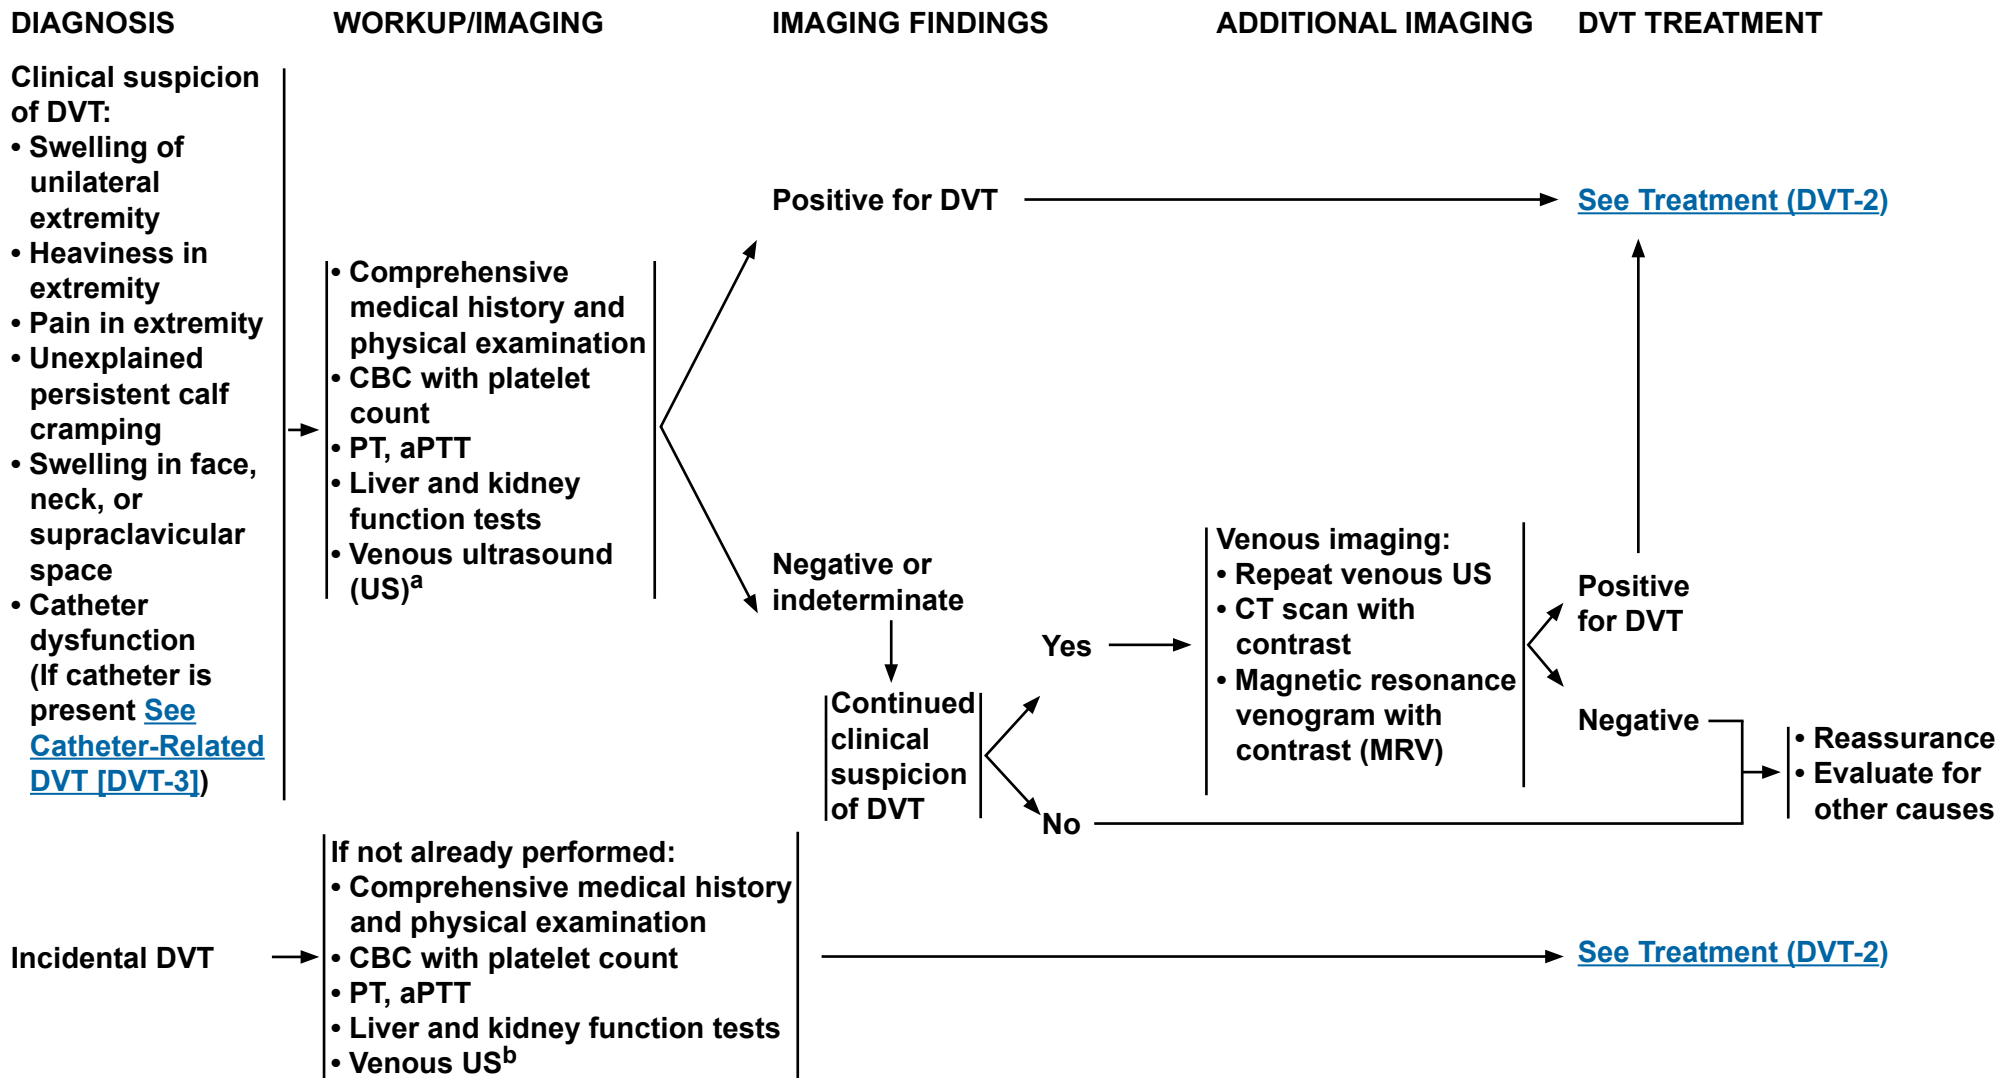 DIAGNOSIS
WORKUP/IMAGING
IMAGING FINDINGS
ADDITIONAL IMAGING
DVT TREATMENT
Clinical suspicion
of DVT:
• Swelling of
unilateral
extremity
• Heaviness in
extremity
• Pain in extremity
• Unexplained
persistent calf
cramping
• Swelling in face,
neck, or
supraclavicular
space
• Catheter
dysfunction
(If catheter is
present See
Catheter-Related
DVT [DVT-3])
• Comprehensive
medical history and
physical examination
• CBC with platelet
count
• PT, aPTT
• Liver and kidney
function tests
• Venous ultrasound
(US)a
Positive for DVT
See Treatment (DVT-2)
Negative or
indeterminate
Continued
clinical
suspicion
of DVT
Yes
No
Venous imaging:
• Repeat venous US
• CT scan with
contrast
• Magnetic resonance
venogram with
contrast (MRV)
Positive
for DVT
Negative
• Reassurance
• Evaluate for
other causes
Incidental DVT
If not already performed:
• Comprehensive medical history
and physical examination
• CBC with platelet count
• PT, aPTT
• Liver and kidney function tests
• Venous USb
See Treatment (DVT-2)